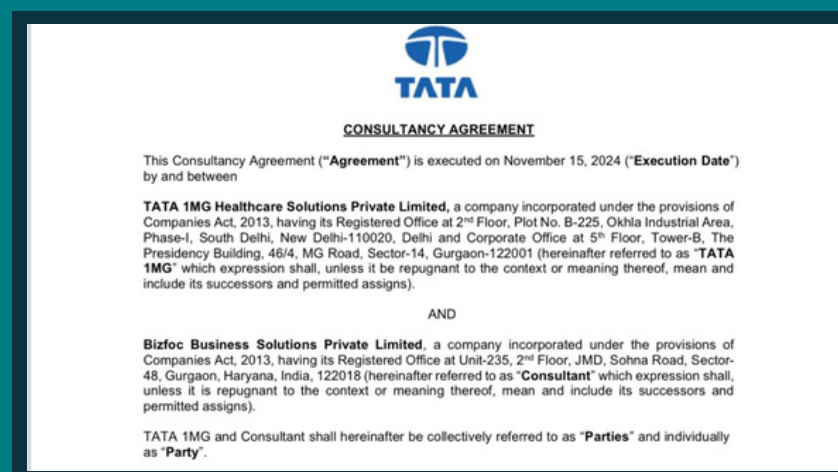 TATA
CONSULTANCY AGREEMENT
This Consultancy Agreement (“Agreement”) is executed on November 15, 2024 (“Execution Date”)
by and between
TATA 1MG Healthcare Solutions Private Limited, a company incorporated under the provisions of
Companies Act, 2013, having its Registered Office at 2nd Floor, Plot No. B-225, Okhla Industrial Area,
Phase-I, South Delhi, New Delhi-110020, Delhi and Corporate Office at 5th Floor, Tower-B, The
Presidency Building, 46/4, MG Road, Sector-14, Gurgaon-122001 (hereinafter referred to as “TATA
1MG” which expression shall, unless it be repugnant to the context or meaning thereof, mean and
include its successors and permitted assigns).
AND
Bizfoc Business Solutions Private Limited, a company incorporated under the provisions of
Companies Act, 2013, having its Registered Office at Unit-235, 2nd Floor, JMD, Sohna Road, Sector-
48, Gurgaon, Haryana, India, 122018 (hereinafter referred to as “Consultant” which expression shall,
unless it is repugnant to the context or meaning thereof, mean and include its successors and
permitted assigns).
TATA 1MG and Consultant shall hereinafter be collectively referred to as “Parties” and individually
as “Party”.